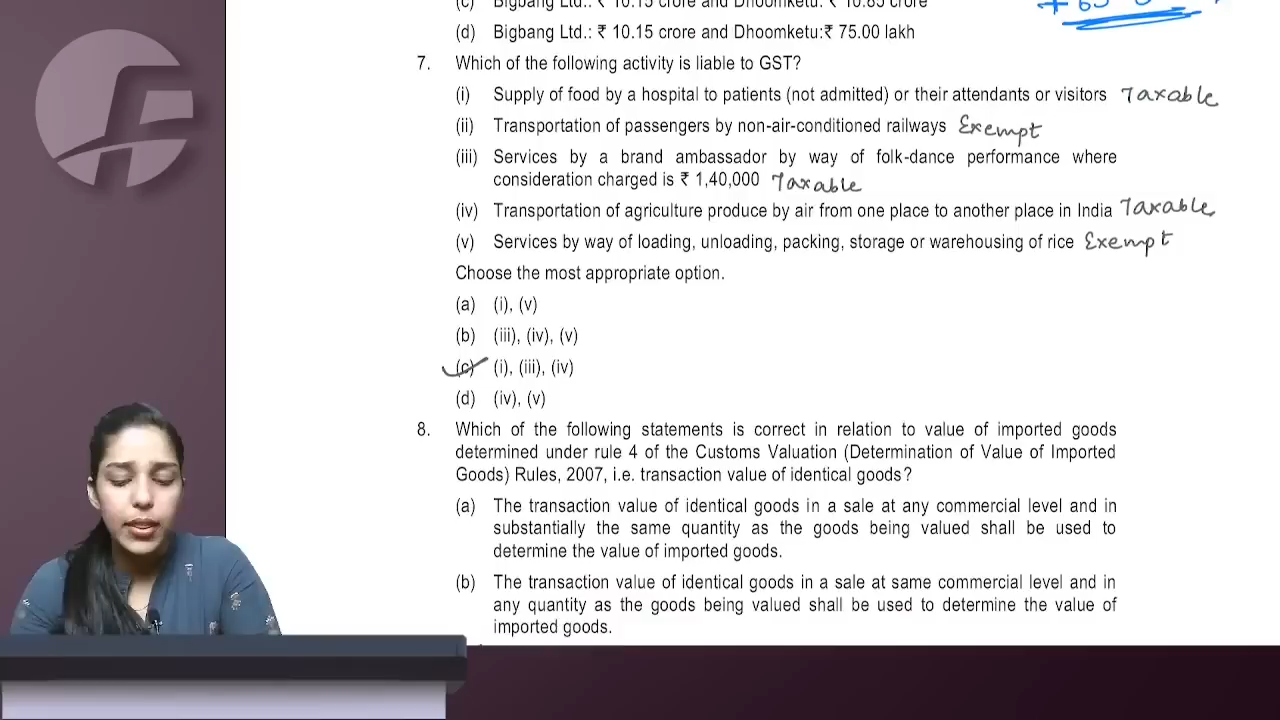 (c) Bigbang Ltd.: ₹ 10.15 crore and Dhoomketu: ₹ 10.85 crore
(d) Bigbang Ltd.: ₹ 10.15 crore and Dhoomketu:₹ 75.00 lakh
7. Which of the following activity is liable to GST?
(i) Supply of food by a hospital to patients (not admitted) or their attendants or visitors Taxable
(ii) Transportation of passengers by non-air-conditioned railways Exempt
(iii) Services by a brand ambassador by way of folk-dance performance where
consideration charged is ₹ 1,40,000 Taxable
(iv) Transportation of agriculture produce by air from one place to another place in India Taxable
(v) Services by way of loading, unloading, packing, storage or warehousing of rice Exempt
Choose the most appropriate option.
(a) (i), (v)
(b) (iii), (iv), (v)
(c) (i), (iii), (iv)
(d) (iv), (v)
8. Which of the following statements is correct in relation to value of imported goods
determined under rule 4 of the Customs Valuation (Determination of Value of Imported
Goods) Rules, 2007, i.e. transaction value of identical goods?
(a) The transaction value of identical goods in a sale at any commercial level and in
substantially the same quantity as the goods being valued shall be used to
determine the value of imported goods.
(b) The transaction value of identical goods in a sale at same commercial level and in
any quantity as the goods being valued shall be used to determine the value of
imported goods.